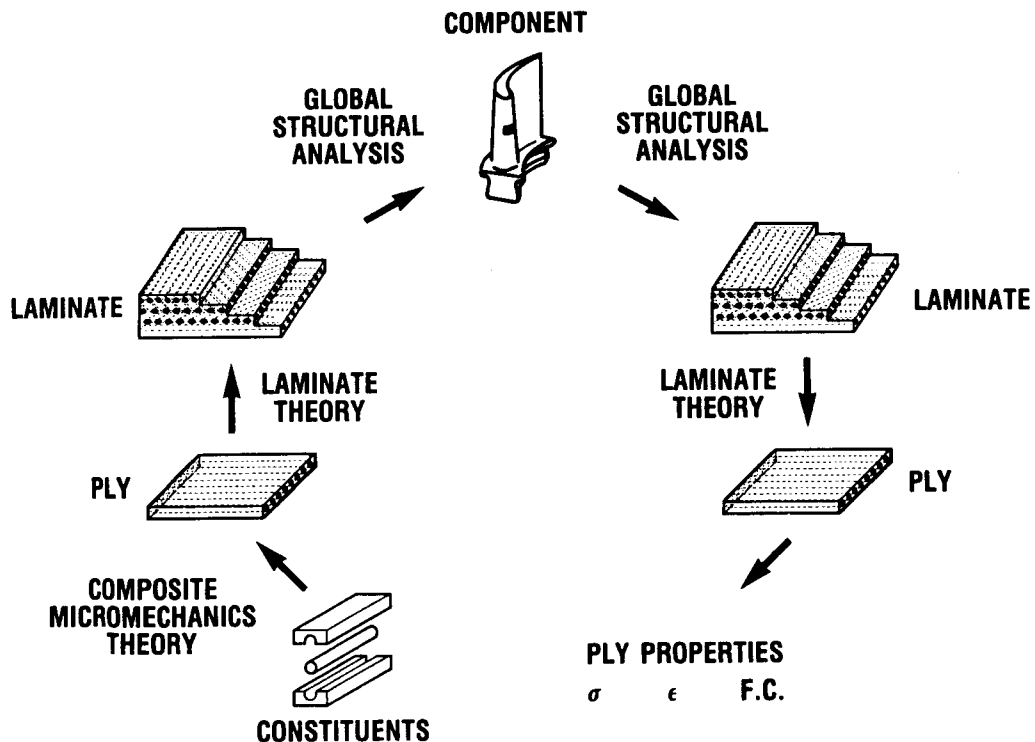 COMPONENT
GLOBAL
STRUCTURAL
ANALYSIS
GLOBAL
STRUCTURAL
ANALYSIS
LAMINATE
LAMINATE
LAMINATE
THEORY
LAMINATE
THEORY
PLY
PLY
COMPOSITE
MICROMECHANICS
THEORY
CONSTITUENTS
PLY PROPERTIES
σ ϵ F.C.